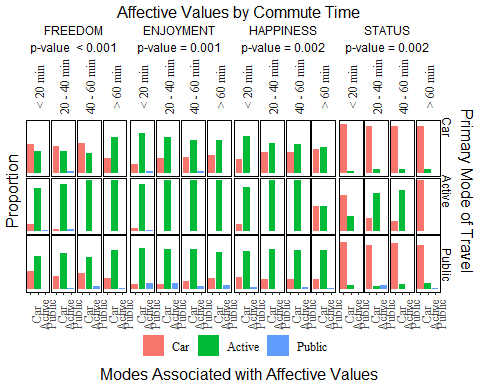 Affective Values by Commute Time
FREEDOM ENJOYMENT HAPPINESS STATUS
p-value < 0.001 p-value = 0.001 p-value = 0.002 p-value = 0.002
< 20 min 20 - 40 min 40 - 60 min > 60 min < 20 min 20 - 40 min 40 - 60 min > 60 min < 20 min 20 - 40 min 40 - 60 min > 60 min < 20 min 20 - 40 min 40 - 60 min > 60 min
Proportion
Car
Active
Public
Primary Mode of Travel
Car Active Public Car Active Public Car Active Public Car Active Public Car Active Public Car Active Public Car Active Public Car Active Public Car Active Public Car Active Public Car Active Public Car Active Public Car Active Public Car Active Public Car Active Public Car Active Public
Car Active Public
Modes Associated with Affective Values